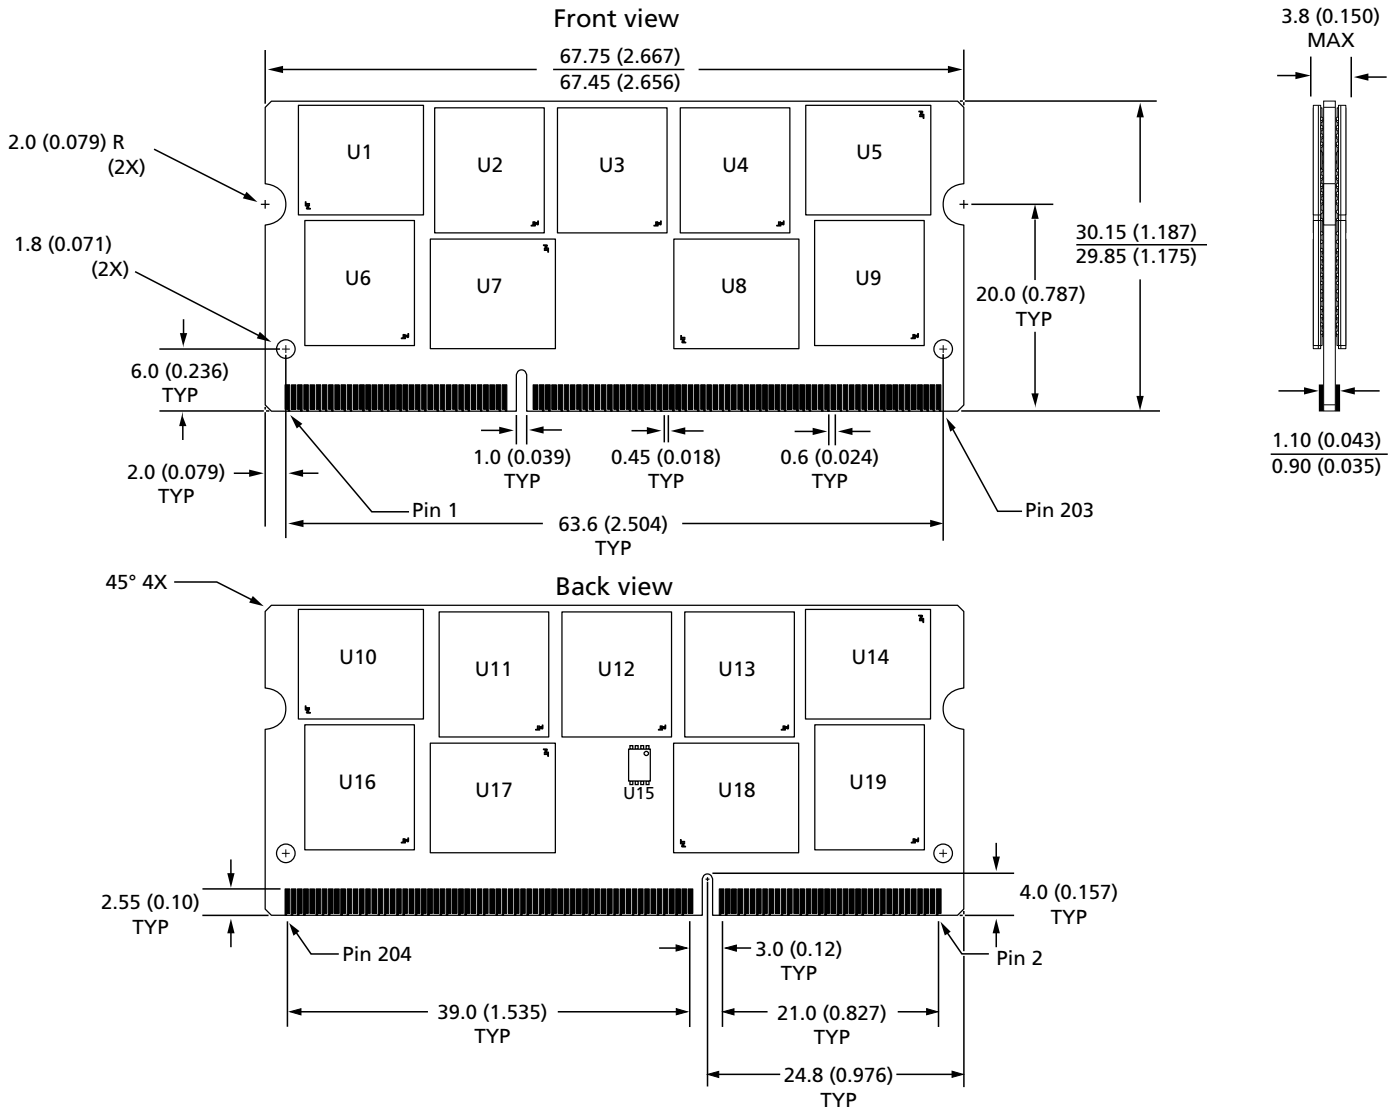 Front view
3.8 (0.150)
MAX
67.75 (2.667)
67.45 (2.656)
2.0 (0.079) R
(2X)
U1
U2
U3
U4
U5
1.8 (0.071)
(2X)
30.15 (1.187)
29.85 (1.175)
U6
U7
U8
U9
20.0 (0.787)
TYP
6.0 (0.236)
TYP
1.0 (0.039)
TYP
0.45 (0.018)
TYP
0.6 (0.024)
TYP
1.10 (0.043)
0.90 (0.035)
2.0 (0.079)
TYP
Pin 1
Pin 203
63.6 (2.504)
TYP
45° 4X
Back view
U10
U11
U12
U13
U14
U16
U17
U15
U18
U19
2.55 (0.10)
TYP
4.0 (0.157)
TYP
Pin 204
3.0 (0.12)
TYP
Pin 2
39.0 (1.535)
TYP
21.0 (0.827)
TYP
24.8 (0.976)
TYP